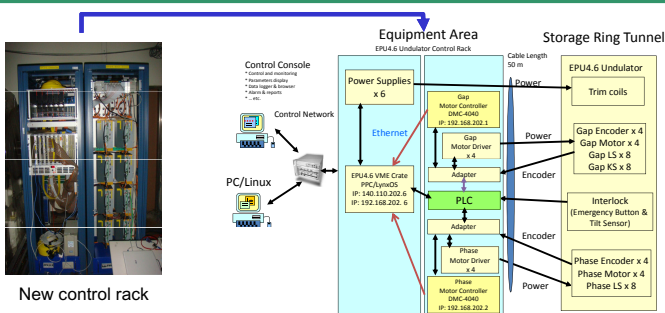 Equipment Area
Storage Ring Tunnel
EPU4.6 Undulator Control Rack
Cable Length
50 m
Control Console
* Control and monitoring
* Parameters display
* Data logger & browser
* Alarm & reports
* ... etc.
Control Network
PC/Linux
Power Supplies
x 6
Ethernet
EPU4.6 VME Crate
PPC/LynxOS
IP: 140.110.202.6
IP: 192.168.202. 6
Gap
Motor Controller
DMC-4040
IP: 192.168.202.1
Gap
Motor Driver
x 4
Adapter
PLC
Adapter
Phase
Motor Driver
x 4
Phase
Motor Controller
DMC-4040
IP: 192.168.202.2
Power
Power
Encoder
Encoder
Power
EPU4.6 Undulator
Trim coils
Gap Encoder x 4
Gap Motor x 4
Gap LS x 8
Gap KS x 8
Interlock
(Emergency Button &
Tilt Sensor)
Phase Encoder x 4
Phase Motor x 4
Phase LS x 8
New control rack